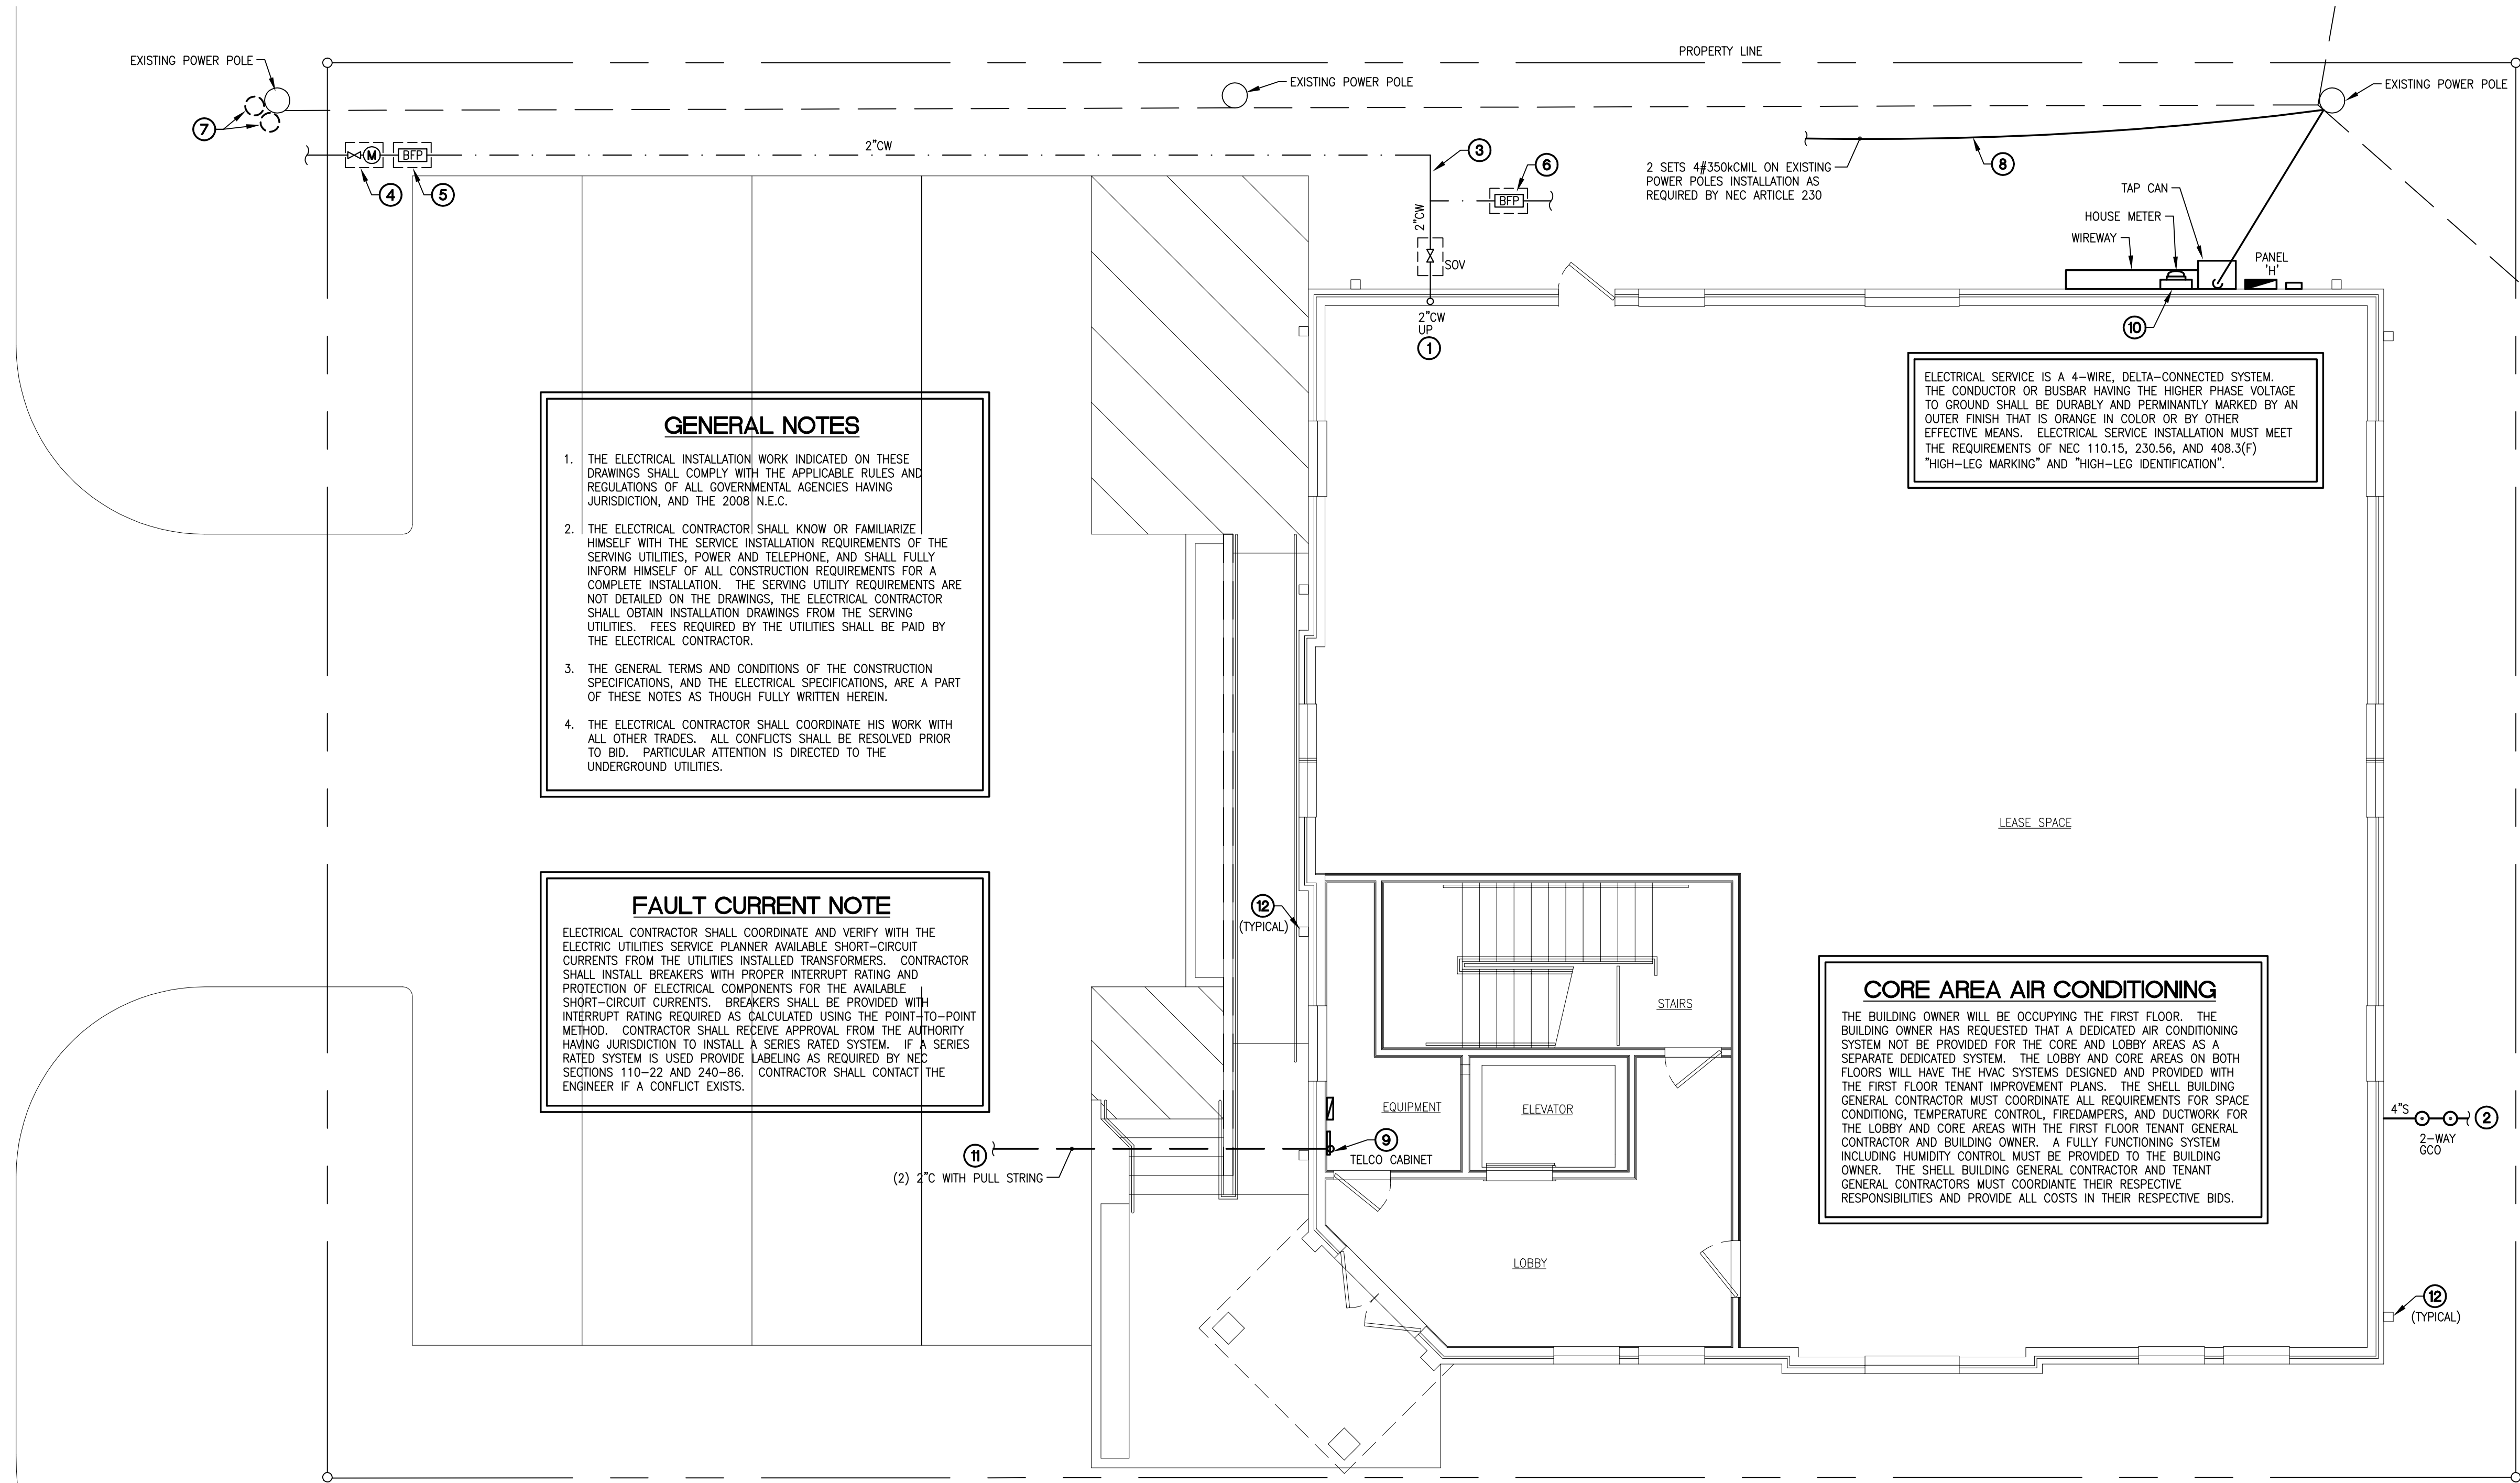 PROPERTY LINE
EXISTING POWER POLE
EXISTING POWER POLE
EXISTING POWER POLE
7
M
BFP
2"CW
3
4
5
6
BFP
2"CW
SOV
2 SETS 4#350kCMIL ON EXISTING
POWER POLES INSTALLATION AS
REQUIRED BY NEC ARTICLE 230
8
TAP CAN
HOUSE METER
WIREWAY
PANEL
'H'
10
2"CW
UP
1
ELECTRICAL SERVICE IS A 4-WIRE, DELTA-CONNECTED SYSTEM.
THE CONDUCTOR OR BUSBAR HAVING THE HIGHER PHASE VOLTAGE
TO GROUND SHALL BE DURABLY AND PERMINANTLY MARKED BY AN
OUTER FINISH THAT IS ORANGE IN COLOR OR BY OTHER
EFFECTIVE MEANS. ELECTRICAL SERVICE INSTALLATION MUST MEET
THE REQUIREMENTS OF NEC 110.15, 230.56, AND 408.3(F)
"HIGH-LEG MARKING" AND "HIGH-LEG IDENTIFICATION".
GENERAL NOTES
1. THE ELECTRICAL INSTALLATION WORK INDICATED ON THESE
DRAWINGS SHALL COMPLY WITH THE APPLICABLE RULES AND
REGULATIONS OF ALL GOVERNMENTAL AGENCIES HAVING
JURISDICTION, AND THE 2008 N.E.C.
2. THE ELECTRICAL CONTRACTOR SHALL KNOW OR FAMILIARIZE
HIMSELF WITH THE SERVICE INSTALLATION REQUIREMENTS OF THE
SERVING UTILITIES, POWER AND TELEPHONE, AND SHALL FULLY
INFORM HIMSELF OF ALL CONSTRUCTION REQUIREMENTS FOR A
COMPLETE INSTALLATION. THE SERVING UTILITY REQUIREMENTS ARE
NOT DETAILED ON THE DRAWINGS, THE ELECTRICAL CONTRACTOR
SHALL OBTAIN INSTALLATION DRAWINGS FROM THE SERVING
UTILITIES. FEES REQUIRED BY THE UTILITIES SHALL BE PAID BY
THE ELECTRICAL CONTRACTOR.
3. THE GENERAL TERMS AND CONDITIONS OF THE CONSTRUCTION
SPECIFICATIONS, AND THE ELECTRICAL SPECIFICATIONS, ARE A PART
OF THESE NOTES AS THOUGH FULLY WRITTEN HEREIN.
4. THE ELECTRICAL CONTRACTOR SHALL COORDINATE HIS WORK WITH
ALL OTHER TRADES. ALL CONFLICTS SHALL BE RESOLVED PRIOR
TO BID. PARTICULAR ATTENTION IS DIRECTED TO THE
UNDERGROUND UTILITIES.
LEASE SPACE
FAULT CURRENT NOTE
ELECTRICAL CONTRACTOR SHALL COORDINATE AND VERIFY WITH THE
ELECTRIC UTILITIES SERVICE PLANNER AVAILABLE SHORT-CIRCUIT
CURRENTS FROM THE UTILITIES INSTALLED TRANSFORMERS. CONTRACTOR
SHALL INSTALL BREAKERS WITH PROPER INTERRUPT RATING AND
PROTECTION OF ELECTRICAL COMPONENTS FOR THE AVAILABLE
SHORT-CIRCUIT CURRENTS. BREAKERS SHALL BE PROVIDED WITH
INTERRUPT RATING REQUIRED AS CALCULATED USING THE POINT-TO-POINT
METHOD. CONTRACTOR SHALL RECEIVE APPROVAL FROM THE AUTHORITY
HAVING JURISDICTION TO INSTALL A SERIES RATED SYSTEM. IF A SERIES
RATED SYSTEM IS USED PROVIDE LABELING AS REQUIRED BY NEC
SECTIONS 110-22 AND 240-86. CONTRACTOR SHALL CONTACT THE
ENGINEER IF A CONFLICT EXISTS.
12
(TYPICAL)
STAIRS
EQUIPMENT
ELEVATOR
9
TELCO CABINET
11
(2) 2"C WITH PULL STRING
LOBBY
CORE AREA AIR CONDITIONING
THE BUILDING OWNER WILL BE OCCUPYING THE FIRST FLOOR. THE
BUILDING OWNER HAS REQUESTED THAT A DEDICATED AIR CONDITIONING
SYSTEM NOT BE PROVIDED FOR THE CORE AND LOBBY AREAS AS A
SEPARATE DEDICATED SYSTEM. THE LOBBY AND CORE AREAS ON BOTH
FLOORS WILL HAVE THE HVAC SYSTEMS DESIGNED AND PROVIDED WITH
THE FIRST FLOOR TENANT IMPROVEMENT PLANS. THE SHELL BUILDING
GENERAL CONTRACTOR MUST COORDINATE ALL REQUIREMENTS FOR SPACE
CONDITIONG, TEMPERATURE CONTROL, FIREDAMPERS, AND DUCTWORK FOR
THE LOBBY AND CORE AREAS WITH THE FIRST FLOOR TENANT GENERAL
CONTRACTOR AND BUILDING OWNER. A FULLY FUNCTIONING SYSTEM
INCLUDING HUMIDITY CONTROL MUST BE PROVIDED TO THE BUILDING
OWNER. THE SHELL BUILDING GENERAL CONTRACTOR AND TENANT
GENERAL CONTRACTORS MUST COORDIANTE THEIR RESPECTIVE
RESPONSIBILITIES AND PROVIDE ALL COSTS IN THEIR RESPECTIVE BIDS.
4"S
2
2-WAY
GCO
12
(TYPICAL)